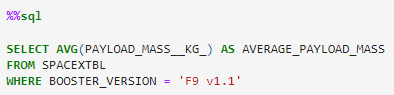 %%sql
SELECT AVG(PAYLOAD_MASS__KG_) AS AVERAGE_PAYLOAD_MASS
FROM SPACEXTBL
WHERE BOOSTER_VERSION = 'F9 v1.1'